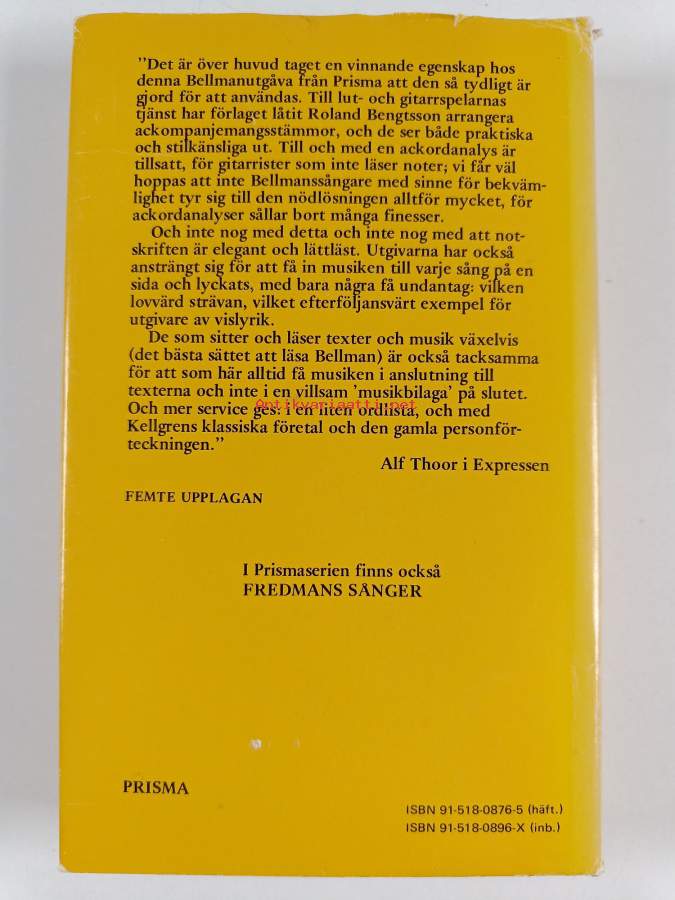 ”Det är över huvud taget en vinnande egenskap hos
denna Bellmanutgåva från Prisma att den så tydligt är
gjord för att användas. Till lut- och gitarrspelarnas
tjänst har förlaget låtit Roland Bengtsson arrangera
ackompanjemangsstämmor, och de ser både praktiska
och stilkänsliga ut. Till och med en ackordanalys är
tillsatt, för gitarrister som inte läser noter; vi får väl
hoppas att inte Bellmanssångare med sinne för bekväm-
lighet tyr sig till den nödlösningen alltför mycket, för
ackordanalyser sållar bort många finesser.
Och inte nog med detta och inte nog med att not-
skriften är elegant och lättläst. Utgivarna har också
ansträngt sig för att få in musiken till varje sång på en
sida och lyckats, med bara några få undantag: vilken
lovvärd strävan, vilket efterföljansvärt exempel för
utgivare av vislyrik.
De som sitter och läser texter och musik växelvis
(det bästa sättet att läsa Bellman) är också tacksamma
för att som här alltid få musiken i anslutning till
texterna och inte i en villsam ’musikbilaga’ på slutet.
Antikvariaatti.net
Och mer service ges: i en liten ordlista, och med
Kellgrens klassiska företal och den gamla personför-
teckningen.”
Alf Thoor i Expressen
FEMTE UPPLAGAN
I Prismaserien finns också
FREDMANS SÅNGER
PRISMA
ISBN 91-518-0876-5 (häft.)
ISBN 91-518-0896-X (inb.)